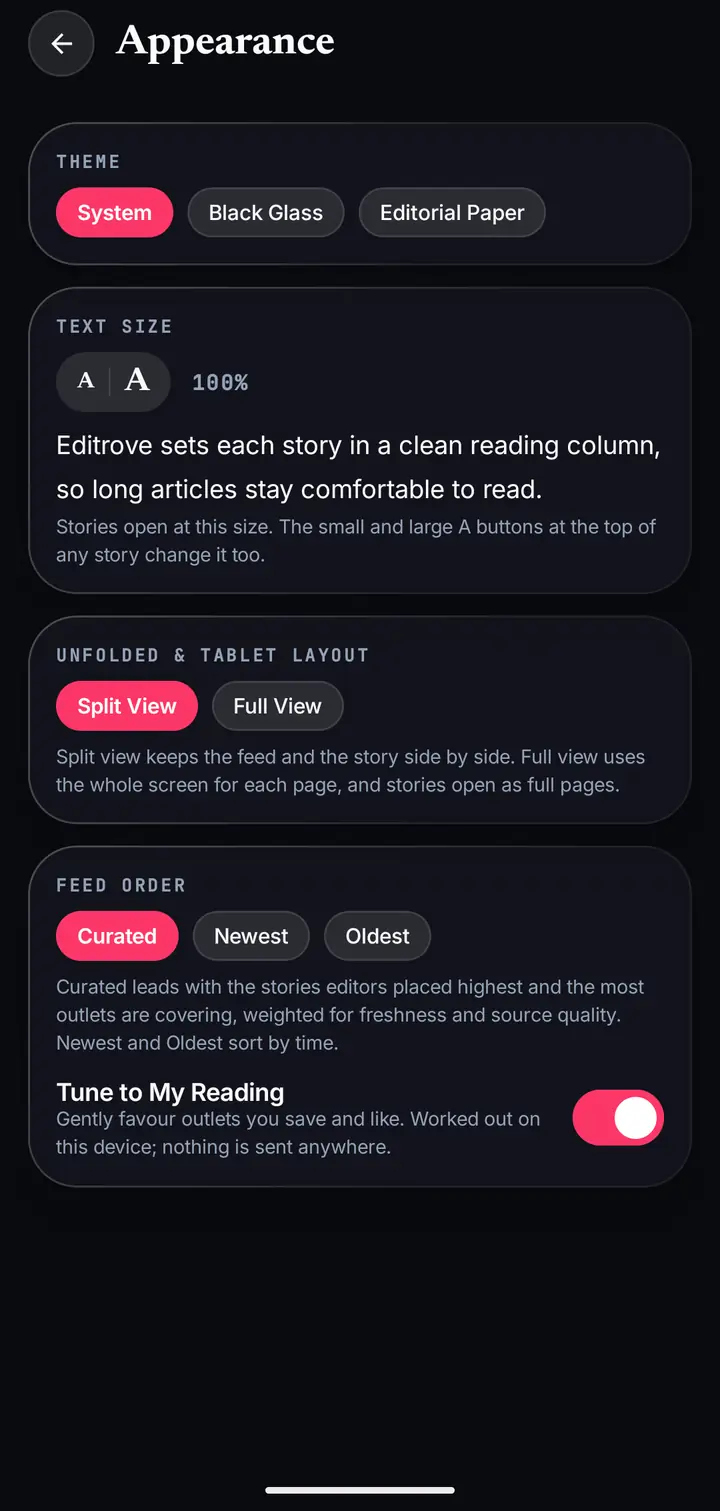 Appearance
THEME
System Black Glass Editorial Paper
TEXT SIZE
A A 100%
Editrove sets each story in a clean reading column,
so long articles stay comfortable to read.
Stories open at this size. The small and large A buttons at the top of
any story change it too.
UNFOLDED & TABLET LAYOUT
Split View Full View
Split view keeps the feed and the story side by side. Full view uses
the whole screen for each page, and stories open as full pages.
FEED ORDER
Curated Newest Oldest
Curated leads with the stories editors placed highest and the most
outlets are covering, weighted for freshness and source quality.
Newest and Oldest sort by time.
Tune to My Reading
Gently favour outlets you save and like. Worked out on
this device; nothing is sent anywhere.